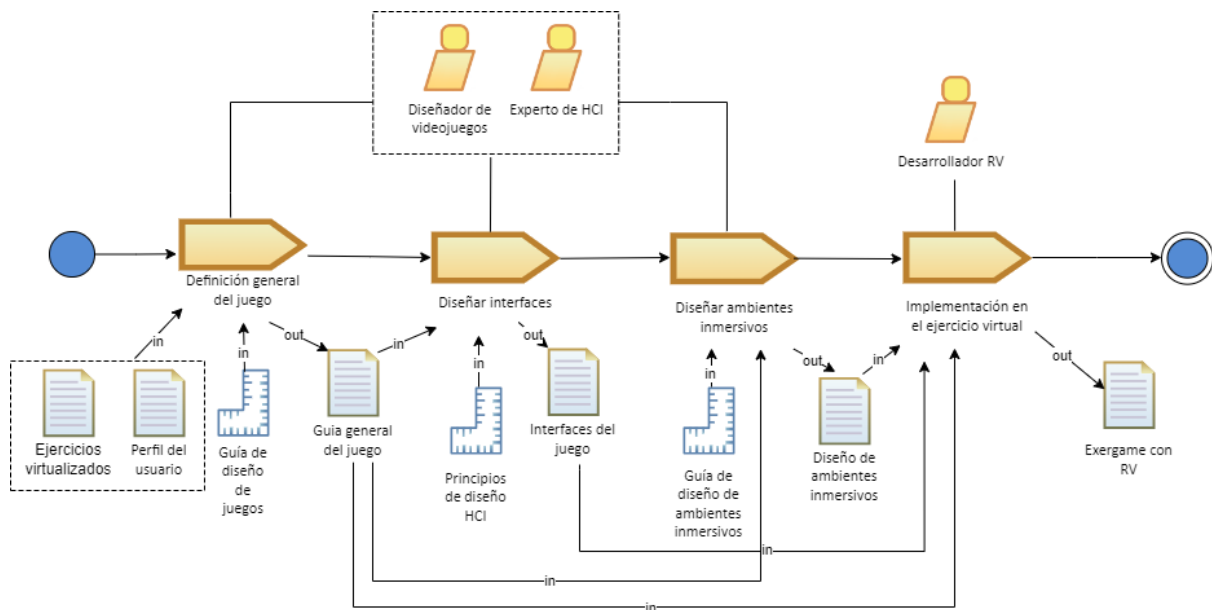 Diseñador de
videojuegos
Experto de HCI
Desarrollador RV
Definición general
del juego
Diseñar interfaces
Diseñar ambientes
inmersivos
Implementación en
el ejercicio virtual
in
in
out
in
in
out
in
out
in
out
Ejercicios
virtualizados
Perfil del
usuario
Guía de
diseño
de
juegos
Guia general
del juego
Principios
de diseño
HCI
Interfaces del
juego
Guía de
diseño de
ambientes
inmersivos
Diseño de
ambientes
inmersivos
Exergame con
RV
in
in
in